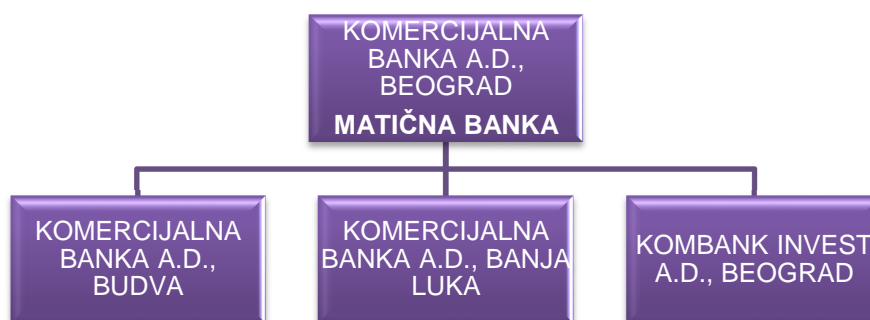 KOMERCIJALNA
BANKA A.D.,
BEOGRAD
MATIČNA BANKA
KOMERCIJALNA
BANKA A.D.,
BUDVA
KOMERCIJALNA
BANKA A.D., BANJA
LUKA
KOMBANK INVEST
A.D., BEOGRAD